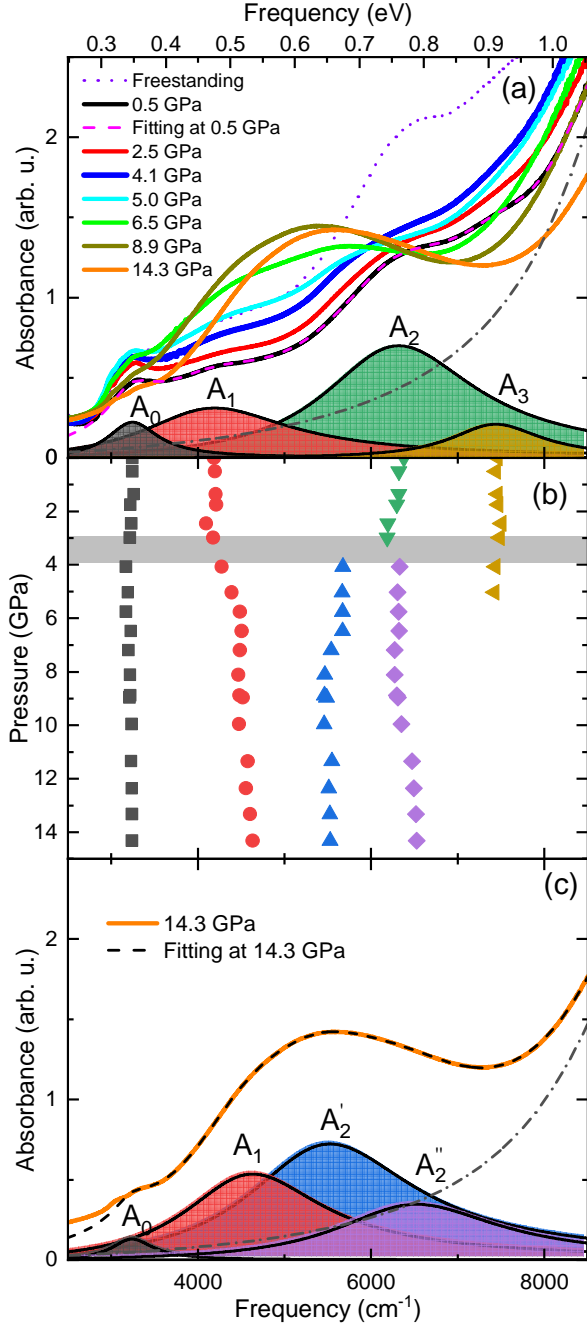 Frequency (eV)
0.3 0.4 0.5 0.6 0.7 0.8 0.9 1.0
(a)
Freestanding
0.5 GPa
Fitting at 0.5 GPa
2.5 GPa
4.1 GPa
5.0 GPa
6.5 GPa
8.9 GPa
14.3 GPa
Absorbance (arb. u.)
2
1
0
A0
A1
A2
A3
(b)
Pressure (GPa)
2
4
6
8
10
12
14
(c)
14.3 GPa
Fitting at 14.3 GPa
Absorbance (arb. u.)
2
1
0
A0
A1
A2'
A2''
4000 6000 8000
Frequency (cm-1)